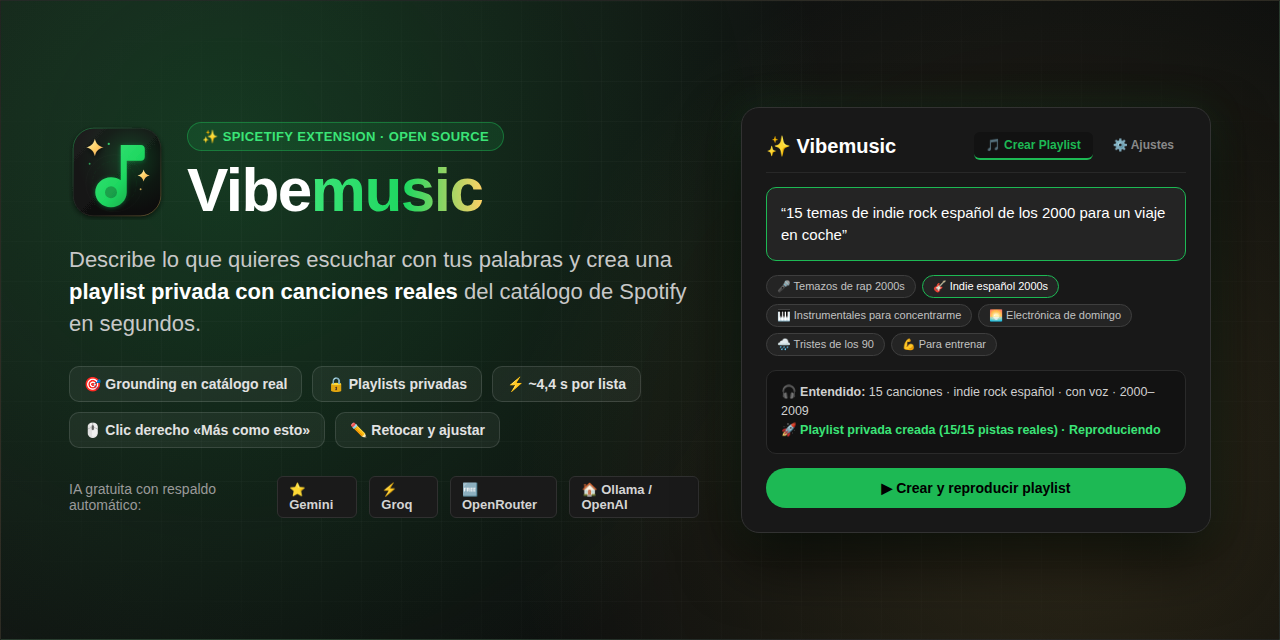 ✨ SPICETIFY EXTENSION · OPEN SOURCE
Vibemusic
Describe lo que quieres escuchar con tus palabras y crea una
playlist privada con canciones reales del catálogo de Spotify
en segundos.
🎯 Grounding en catálogo real
🔒 Playlists privadas
⚡ ~4,4 s por lista
🖱️ Clic derecho «Más como esto»
✏️ Retocar y ajustar
IA gratuita con respaldo
automático:
⭐
Gemini
⚡
Groq
🆓
OpenRouter
🏠 Ollama /
OpenAI
✨ Vibemusic
🎵 Crear Playlist
⚙️ Ajustes
“15 temas de indie rock español de los 2000 para un viaje
en coche”
🎤 Temazos de rap 2000s
🎸 Indie español 2000s
🎹 Instrumentales para concentrarme
🌅 Electrónica de domingo
🌧️ Tristes de los 90
💪 Para entrenar
🎧 Entendido: 15 canciones · indie rock español · con voz · 2000–
2009
🚀 Playlist privada creada (15/15 pistas reales) · Reproduciendo
▶ Crear y reproducir playlist